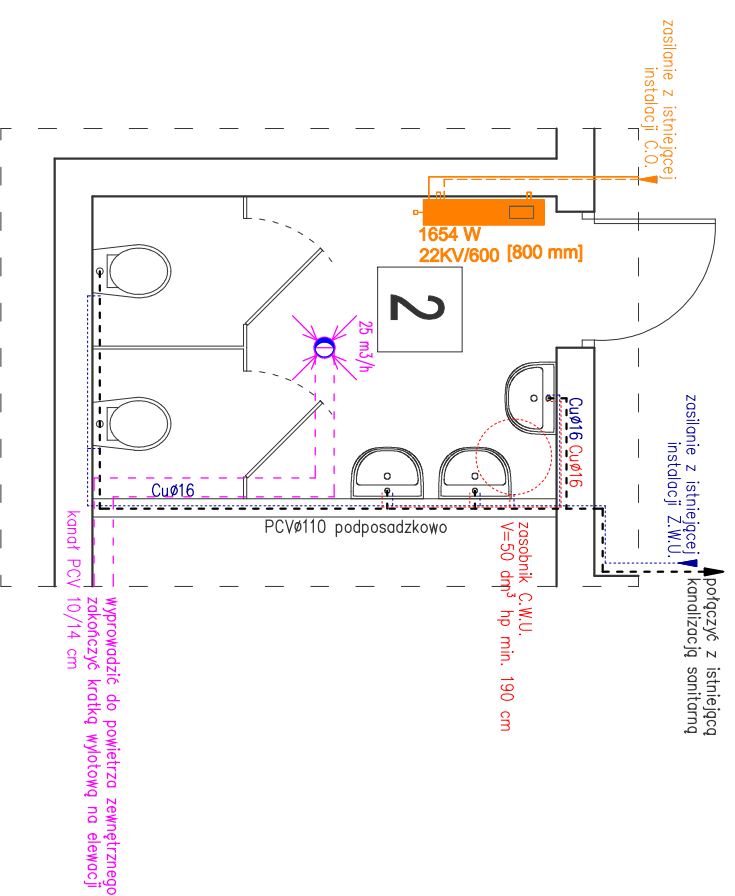 zasilanie z istniejącej
instalacji C.O.
1654 W
22KV/600 [800 mm]
2
25 m3/h
Cuø16
Cuø16
zasilanie z istniejącej
instalacji Z.W.U.
Cuø16
PCVø110 podposadzkowo
zasobnik C.W.U.
V=50 dm³ hp min. 190 cm
połączyć z istniejącą
kanalizacją sanitarną
kanał PCV 10/14 cm
wyprowadzić do powietrza zewnętrznego
zakończyć kratką wylotową na elewacji